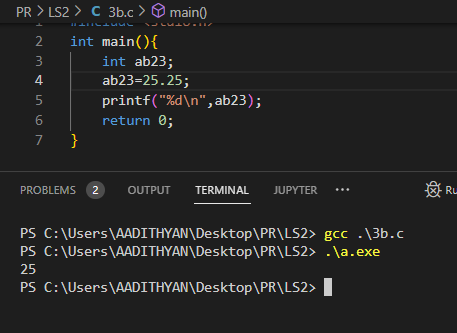 PR > LS2 > C 3b.c > main()
1 #include <stdio.h>
2 int main(){
3 int ab23;
4 ab23=25.25;
5 printf("%d\n",ab23);
6 return 0;
7 }
PROBLEMS 2 OUTPUT TERMINAL JUPYTER ... Ru
PS C:\Users\AADITHYAN\Desktop\PR\LS2> gcc .\3b.c
PS C:\Users\AADITHYAN\Desktop\PR\LS2> .\a.exe
25
PS C:\Users\AADITHYAN\Desktop\PR\LS2>